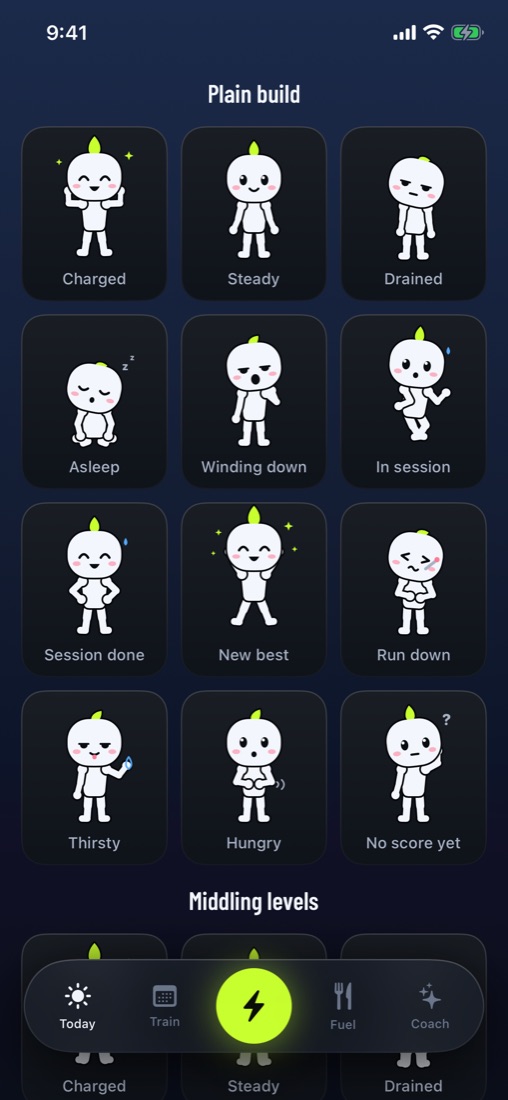 9:41
Plain build
Charged
Steady
Drained
z z
Asleep
Winding down
In session
Session done
New best
Run down
?
Thirsty
Hungry
No score yet
Middling levels
Today
Train
Fuel
Coach
Charged
Steady
Drained